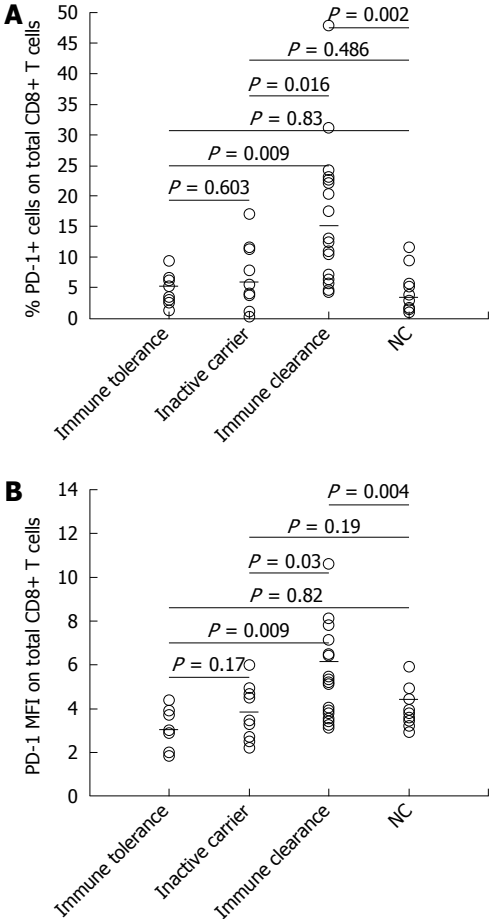 A
% PD-1+ cells on total CD8+ T cells
50
45
40
35
30
25
20
15
10
5
0
P = 0.002
P = 0.486
P = 0.016
P = 0.83
P = 0.009
P = 0.603
Immune tolerance
Inactive carrier
Immune clearance
NC
B
PD-1 MFI on total CD8+ T cells
14
12
10
8
6
4
2
0
P = 0.004
P = 0.19
P = 0.03
P = 0.82
P = 0.009
P = 0.17
Immune tolerance
Inactive carrier
Immune clearance
NC